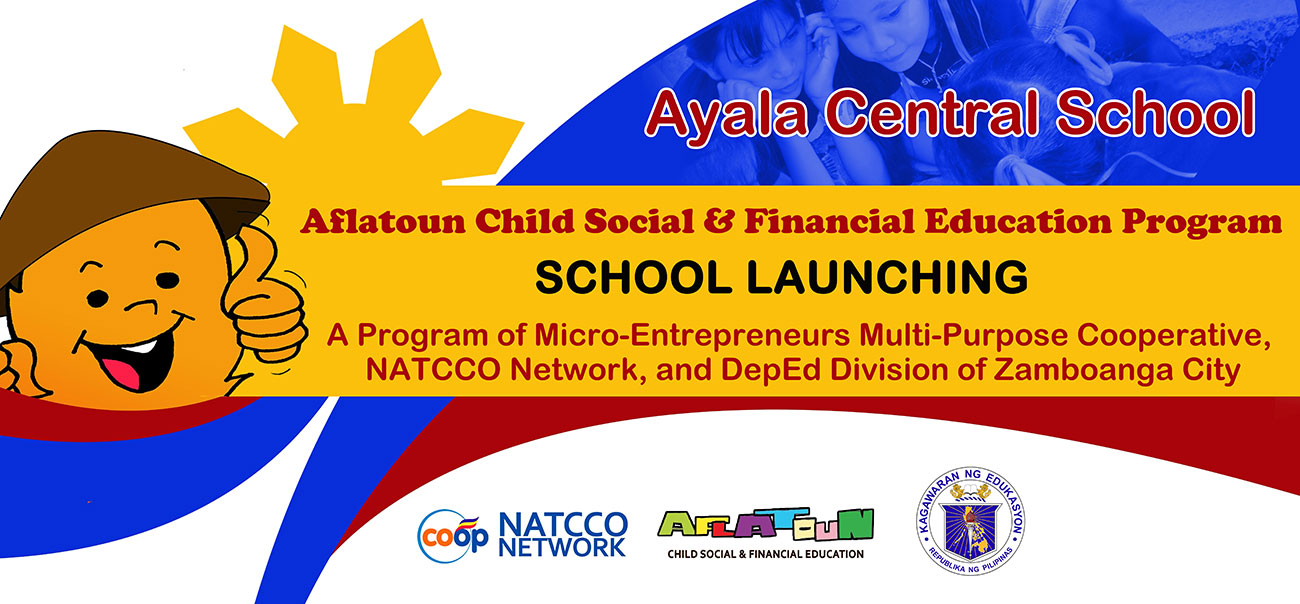 Ayala Central School
Aflatoun Child Social & Financial Education Program
SCHOOL LAUNCHING
A Program of Micro-Entrepreneurs Multi-Purpose Cooperative,
NATCCO Network, and DepEd Division of Zamboanga City
coop
NATCCO
NETWORK
AFLATOUN
CHILD SOCIAL & FINANCIAL EDUCATION
KAGAWARAN NG EDUKASYON
REPUBLIKA NG PILIPINAS